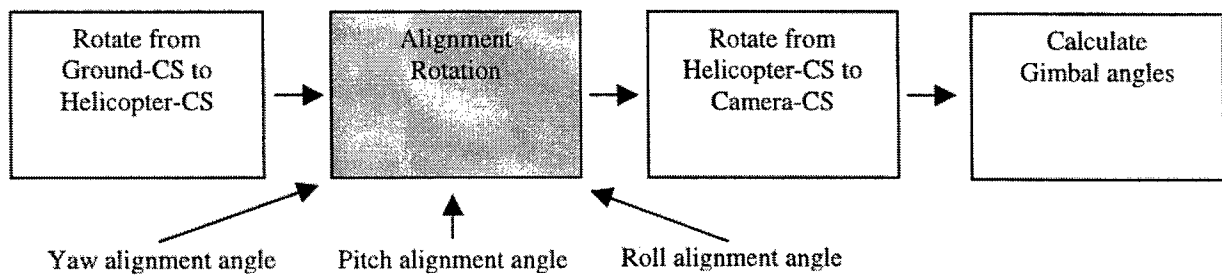 Rotate from
Ground-CS to
Helicopter-CS
Alignment
Rotation
Rotate from
Helicopter-CS to
Camera-CS
Calculate
Gimbal angles
Yaw alignment angle
Pitch alignment angle
Roll alignment angle